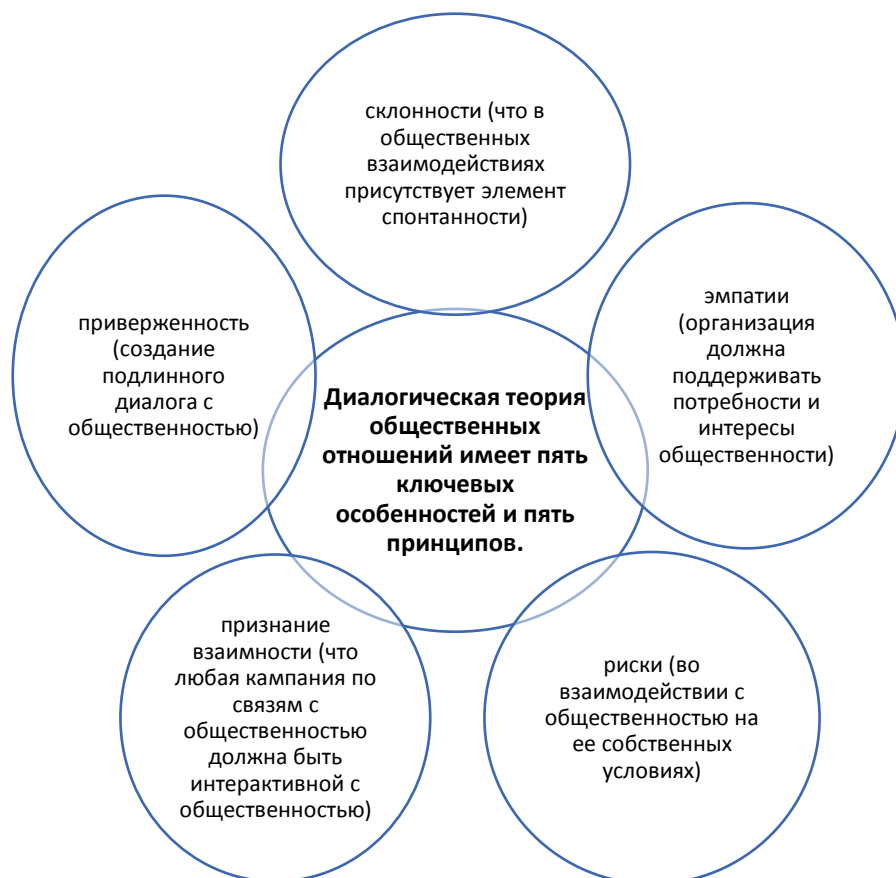 склонности (что в
общественных
взаимодействиях
присутствует элемент
спонтанности)
приверженность
(создание
подлинного
диалога с
общественностью)
эмпатии
(организация
должна
поддерживать
потребности и
интересы
общественности)
Диалогическая теория
общественных
отношений имеет пять
ключевых
особенностей и пять
принципов.
признание
взаимности (что
любая кампания по
связям с
общественностью
должна быть
интерактивной с
общественностью)
риски (во
взаимодействии с
общественностью на
ее собственных
условиях)